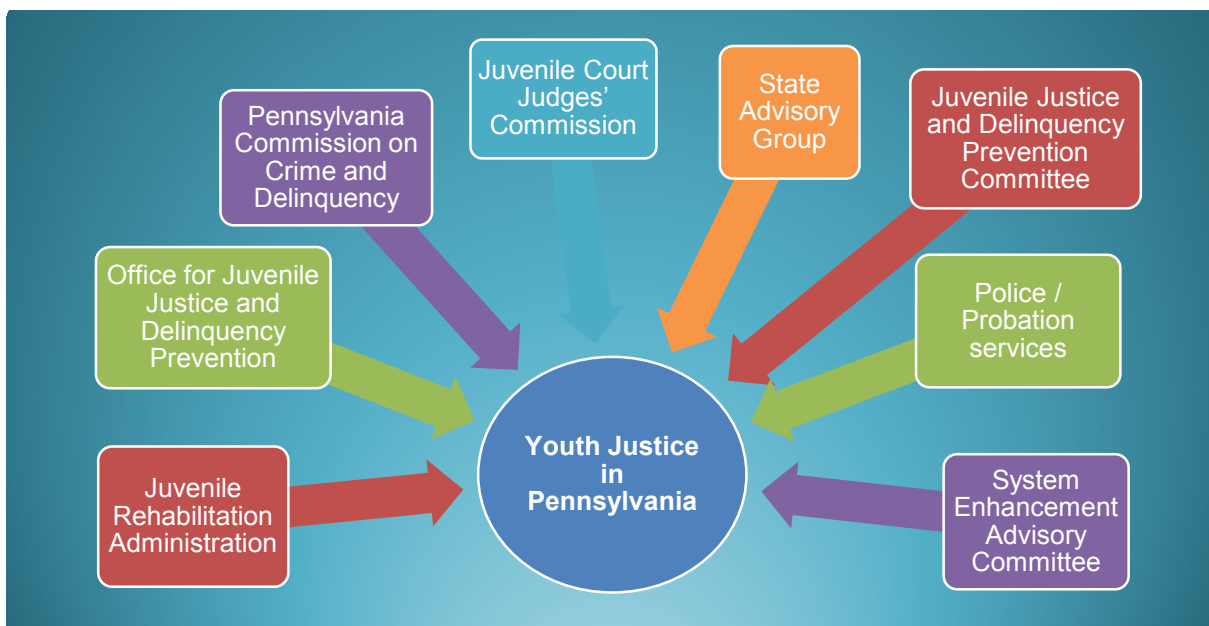 Juvenile Court
Judges’
Commission
State
Advisory
Group
Pennsylvania
Commission on
Crime and
Delinquency
Juvenile Justice
and Delinquency
Prevention
Committee
Office for Juvenile
Justice and
Delinquency
Prevention
Police /
Probation
services
Youth Justice
in
Pennsylvania
Juvenile
Rehabilitation
Administration
System
Enhancement
Advisory
Committee